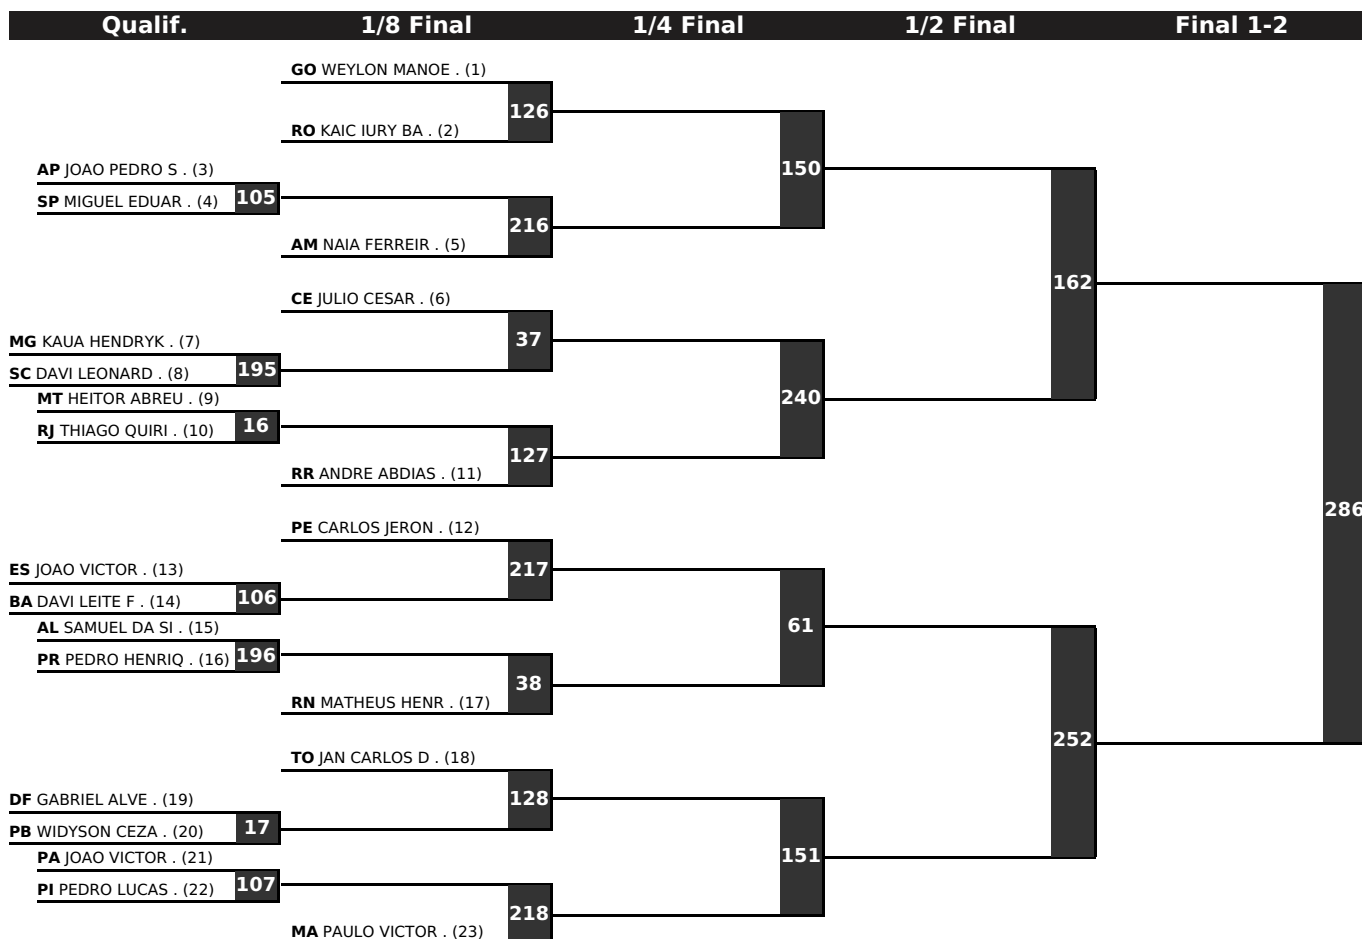 Qualif. 1/8 Final 1/4 Final 1/2 Final Final 1-2
GO WEYLON MANOE . (1)
126
RO KAIC IURY BA . (2)
150
AP JOAO PEDRO S . (3)
SP MIGUEL EDUAR . (4) 105
216
AM NAIA FERREIR . (5)
162
CE JULIO CESAR . (6)
37
MG KAUA HENDRYK . (7)
SC DAVI LEONARD . (8) 195
240
MT HEITOR ABREU . (9)
RJ THIAGO QUIRI . (10) 16
127
RR ANDRE ABDIAS . (11)
286
PE CARLOS JERON . (12)
217
ES JOAO VICTOR . (13)
BA DAVI LEITE F . (14) 106
61
AL SAMUEL DA SI . (15)
PR PEDRO HENRIQ . (16) 196
38
RN MATHEUS HENR . (17)
252
TO JAN CARLOS D . (18)
128
DF GABRIEL ALVE . (19)
PB WIDYSON CEZA . (20) 17
151
PA JOAO VICTOR . (21)
PI PEDRO LUCAS . (22) 107
218
MA PAULO VICTOR . (23)